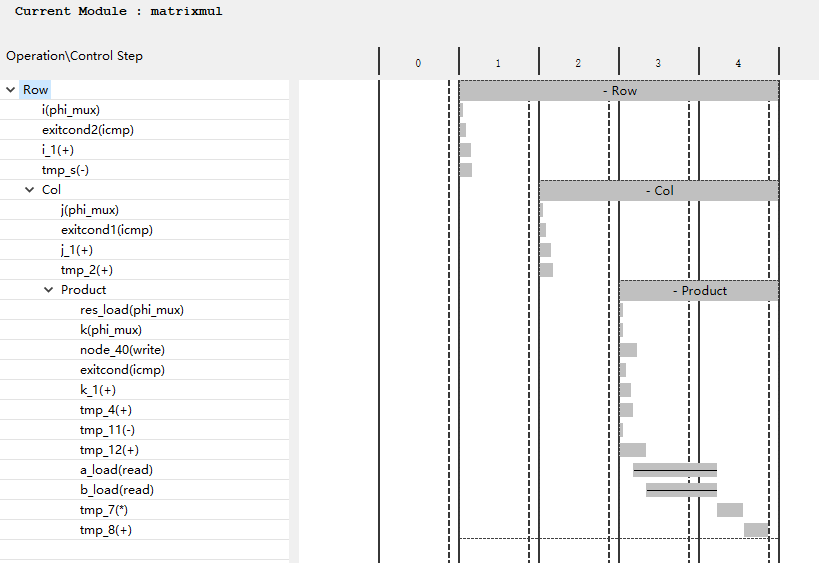 Current Module : matrixmul
Operation\Control Step
0 1 2 3 4
Row - Row
i(phi_mux)
exitcond2(icmp)
i_1(+)
tmp_s(-)
Col - Col
j(phi_mux)
exitcond1(icmp)
j_1(+)
tmp_2(+)
Product - Product
res_load(phi_mux)
k(phi_mux)
node_40(write)
exitcond(icmp)
k_1(+)
tmp_4(+)
tmp_11(-)
tmp_12(+)
a_load(read)
b_load(read)
tmp_7(*)
tmp_8(+)